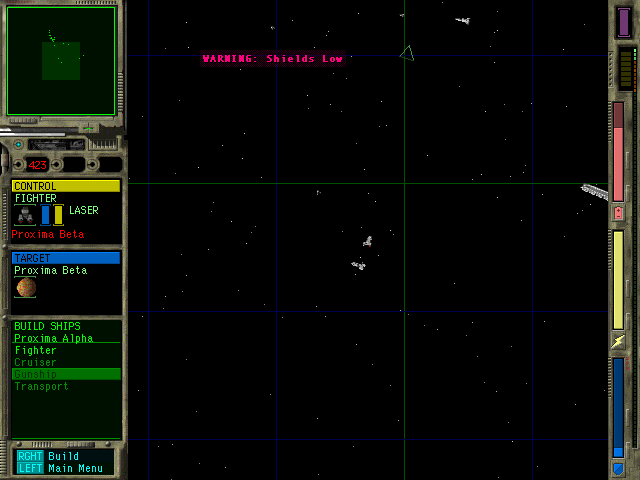 WARNING: Shields Low
423
CONTROL
FIGHTER
LASER
Proxima Beta
TARGET
Proxima Beta
BUILD SHIPS
Proxima Alpha
Fighter
Cruiser
Gunship
Transport
RGHT Build
LEFT Main Menu